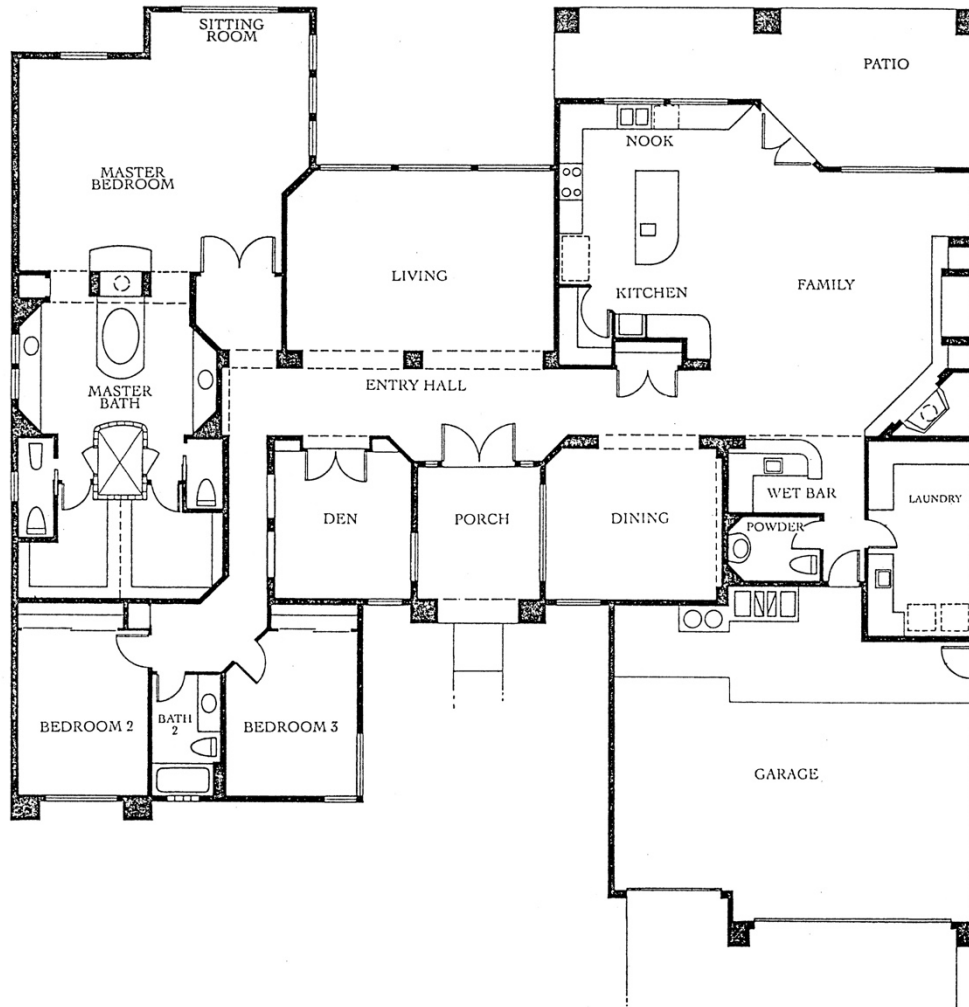 SITTING
ROOM
PATIO
NOOK
MASTER
BEDROOM
LIVING
KITCHEN
FAMILY
ENTRY HALL
MASTER
BATH
WET BAR
LAUNDRY
DEN
PORCH
DINING
POWDER
BEDROOM 2
BATH
2
BEDROOM 3
GARAGE